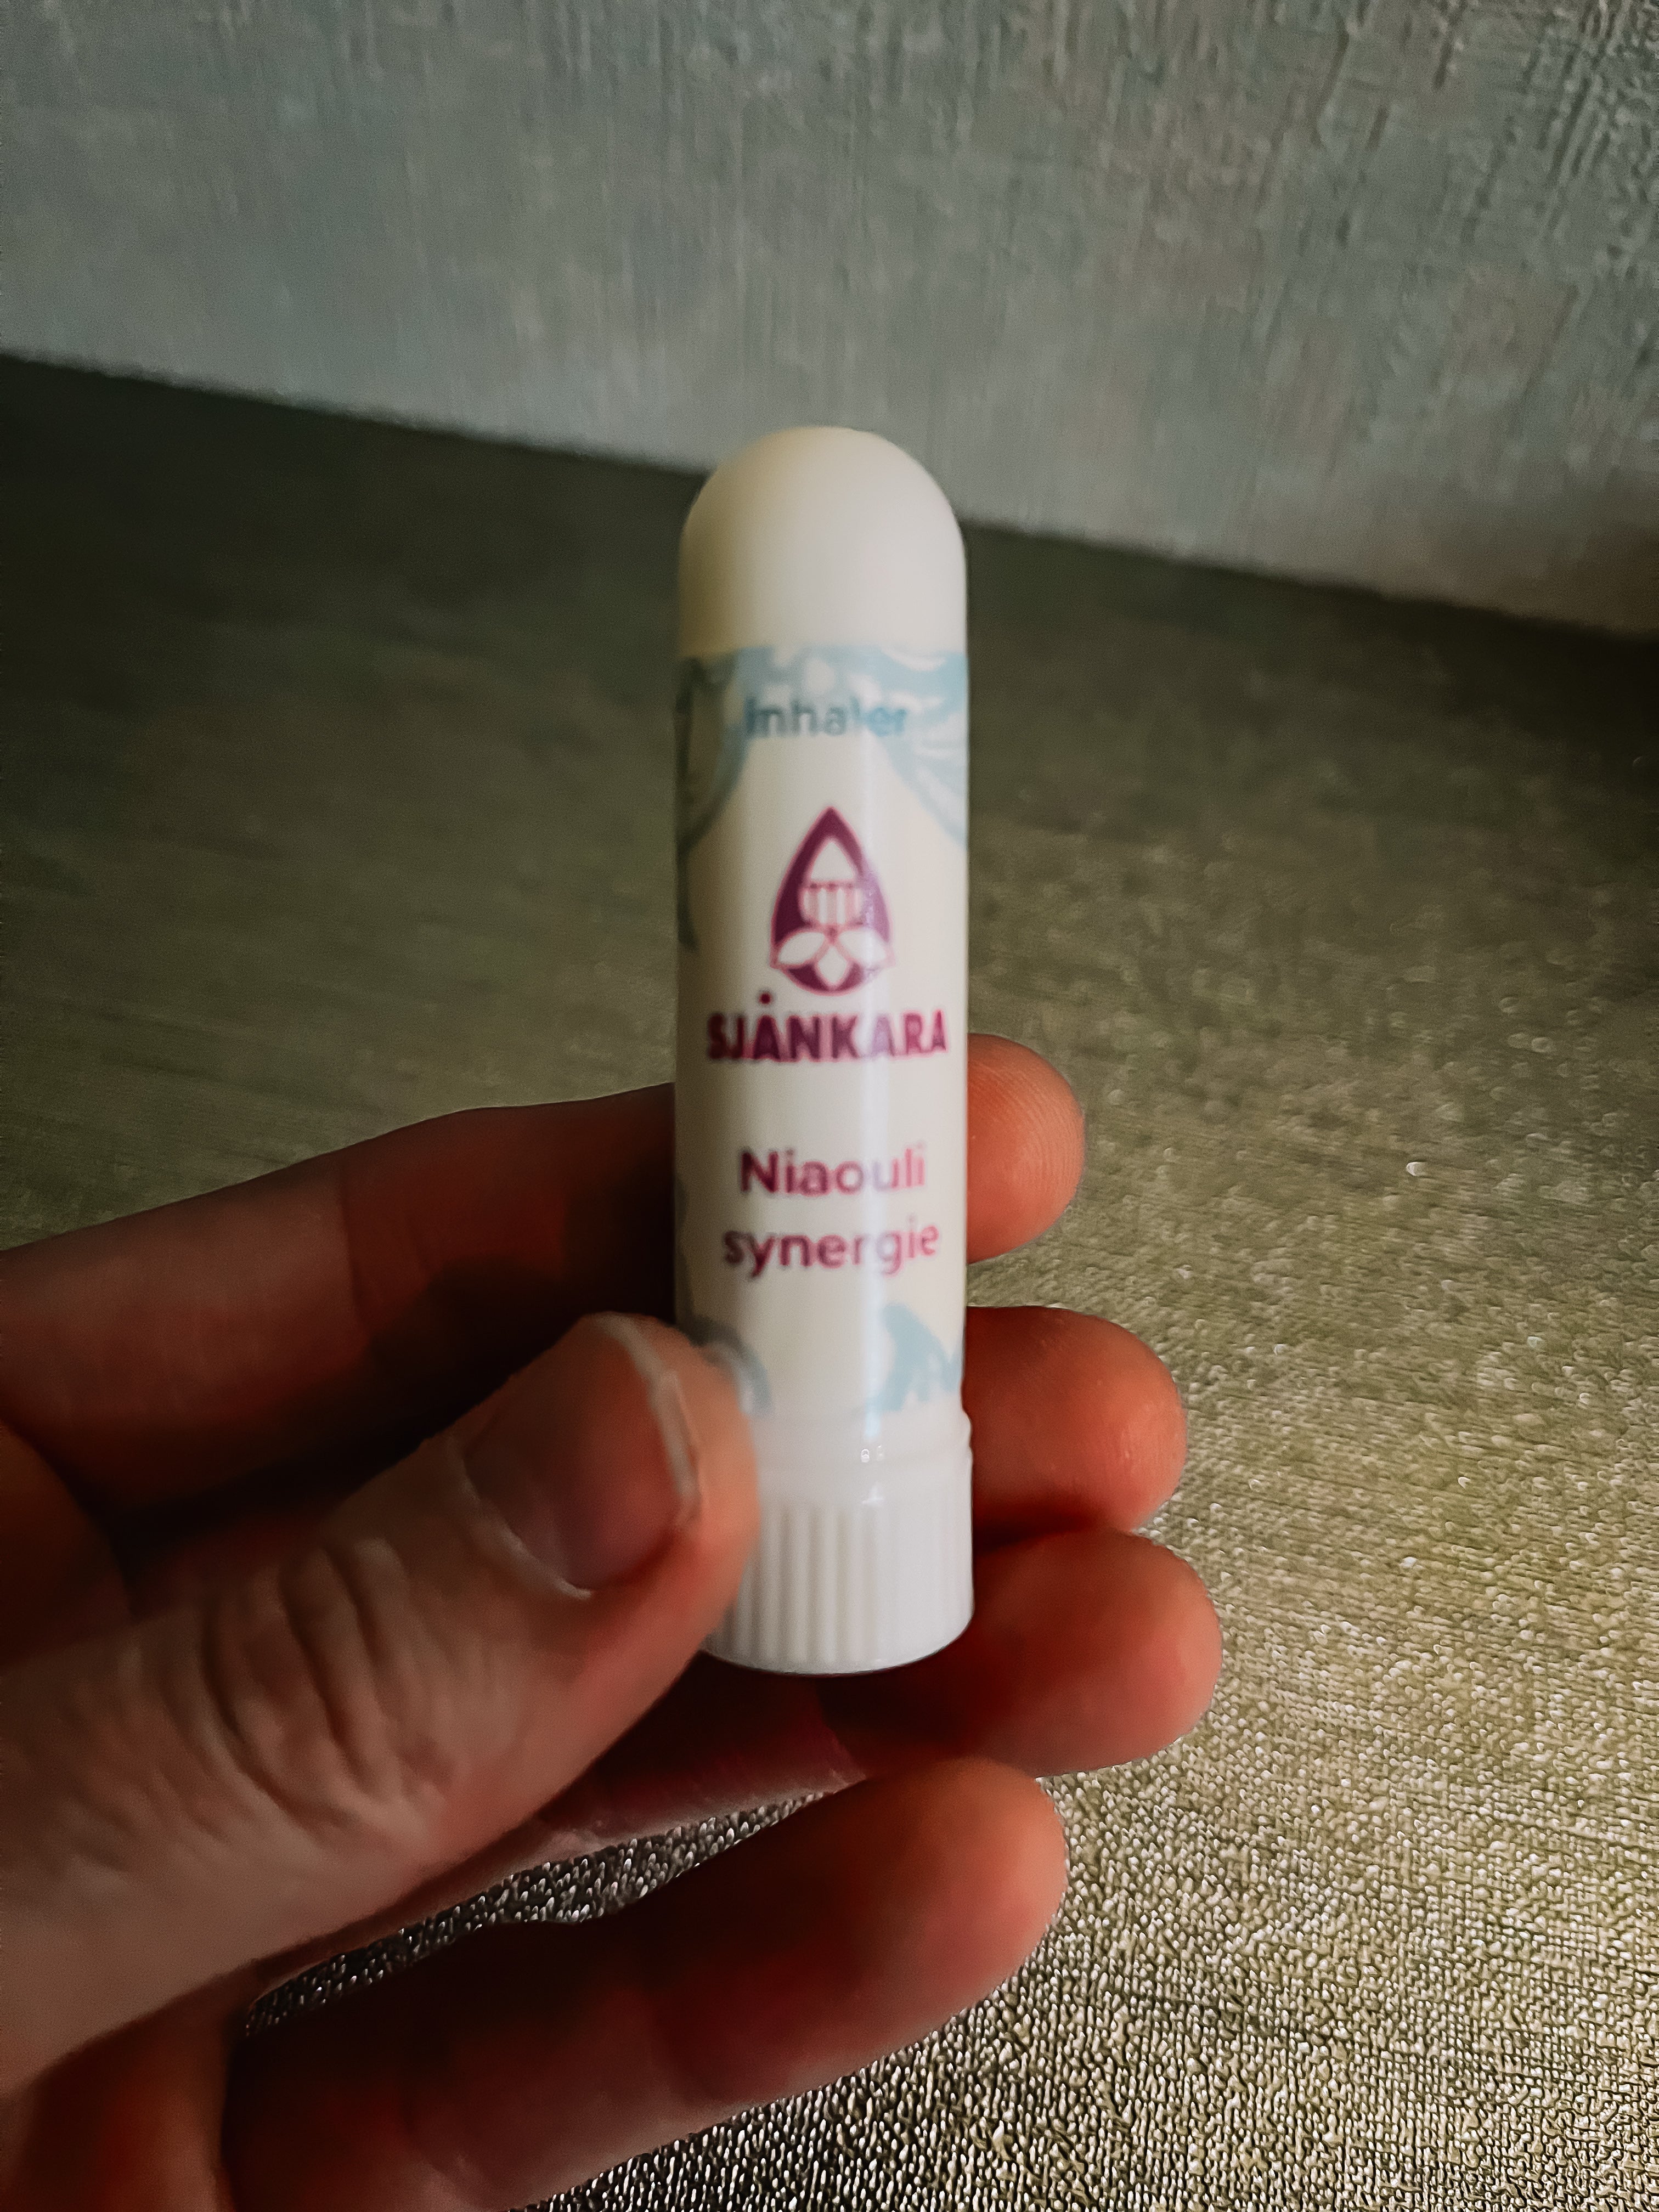 inhaler
SJÀNKARA
Niaouli
synergie